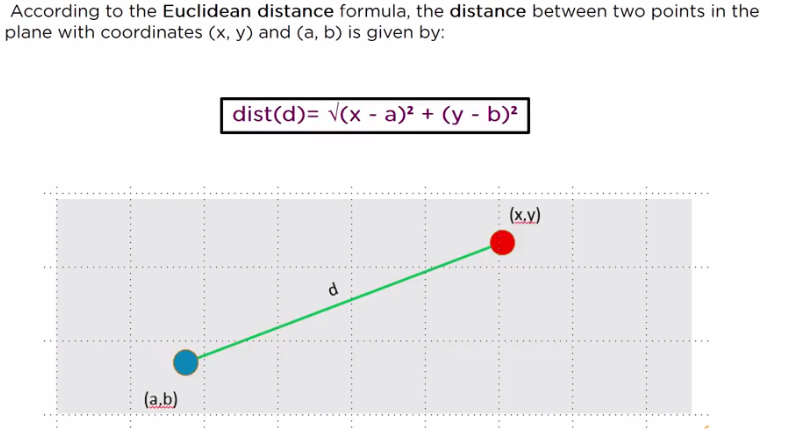 According to the Euclidean distance formula, the distance between two points in the
plane with coordinates (x, y) and (a, b) is given by:
dist(d)= √(x - a)² + (y - b)²
(x,y)
d
(a,b)